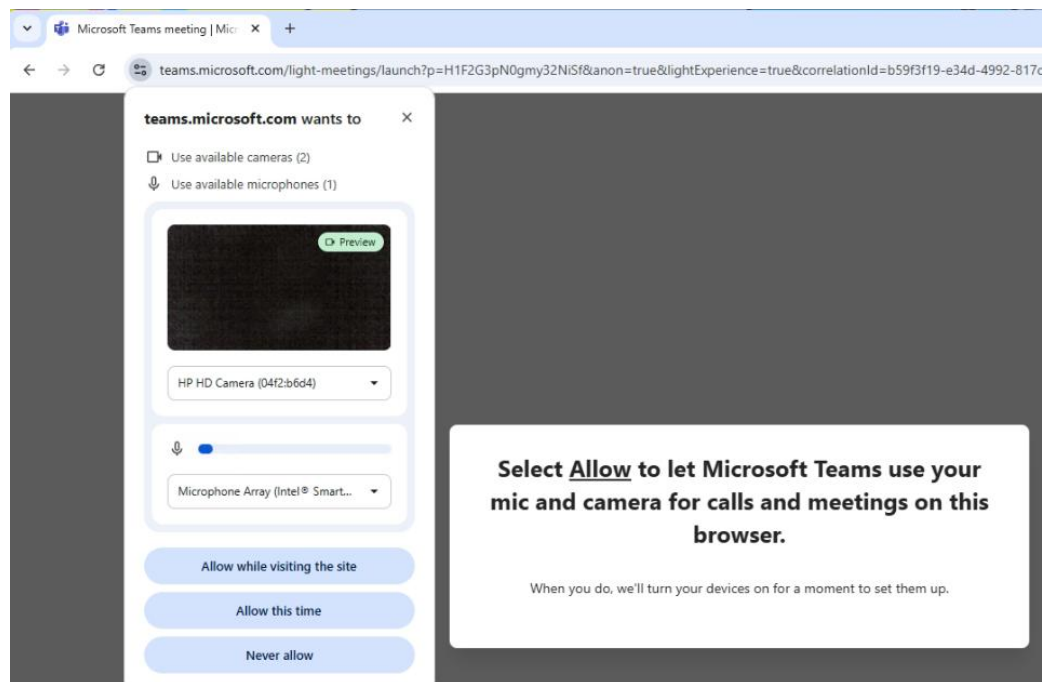 Microsoft Teams meeting | Mic
teams.microsoft.com/light-meetings/launch?p=H1F2G3pN0gmy32NiSf&anon=true&lightExperience=true&correlationId=b59f3f19-e34d-4992-817c
teams.microsoft.com wants to
Use available cameras (2)
Use available microphones (1)
Preview
HP HD Camera (04f2:b6d4)
Microphone Array (Intel® Smart...
Allow while visiting the site
Allow this time
Never allow
Select Allow to let Microsoft Teams use your
mic and camera for calls and meetings on this
browser.
When you do, we'll turn your devices on for a moment to set them up.